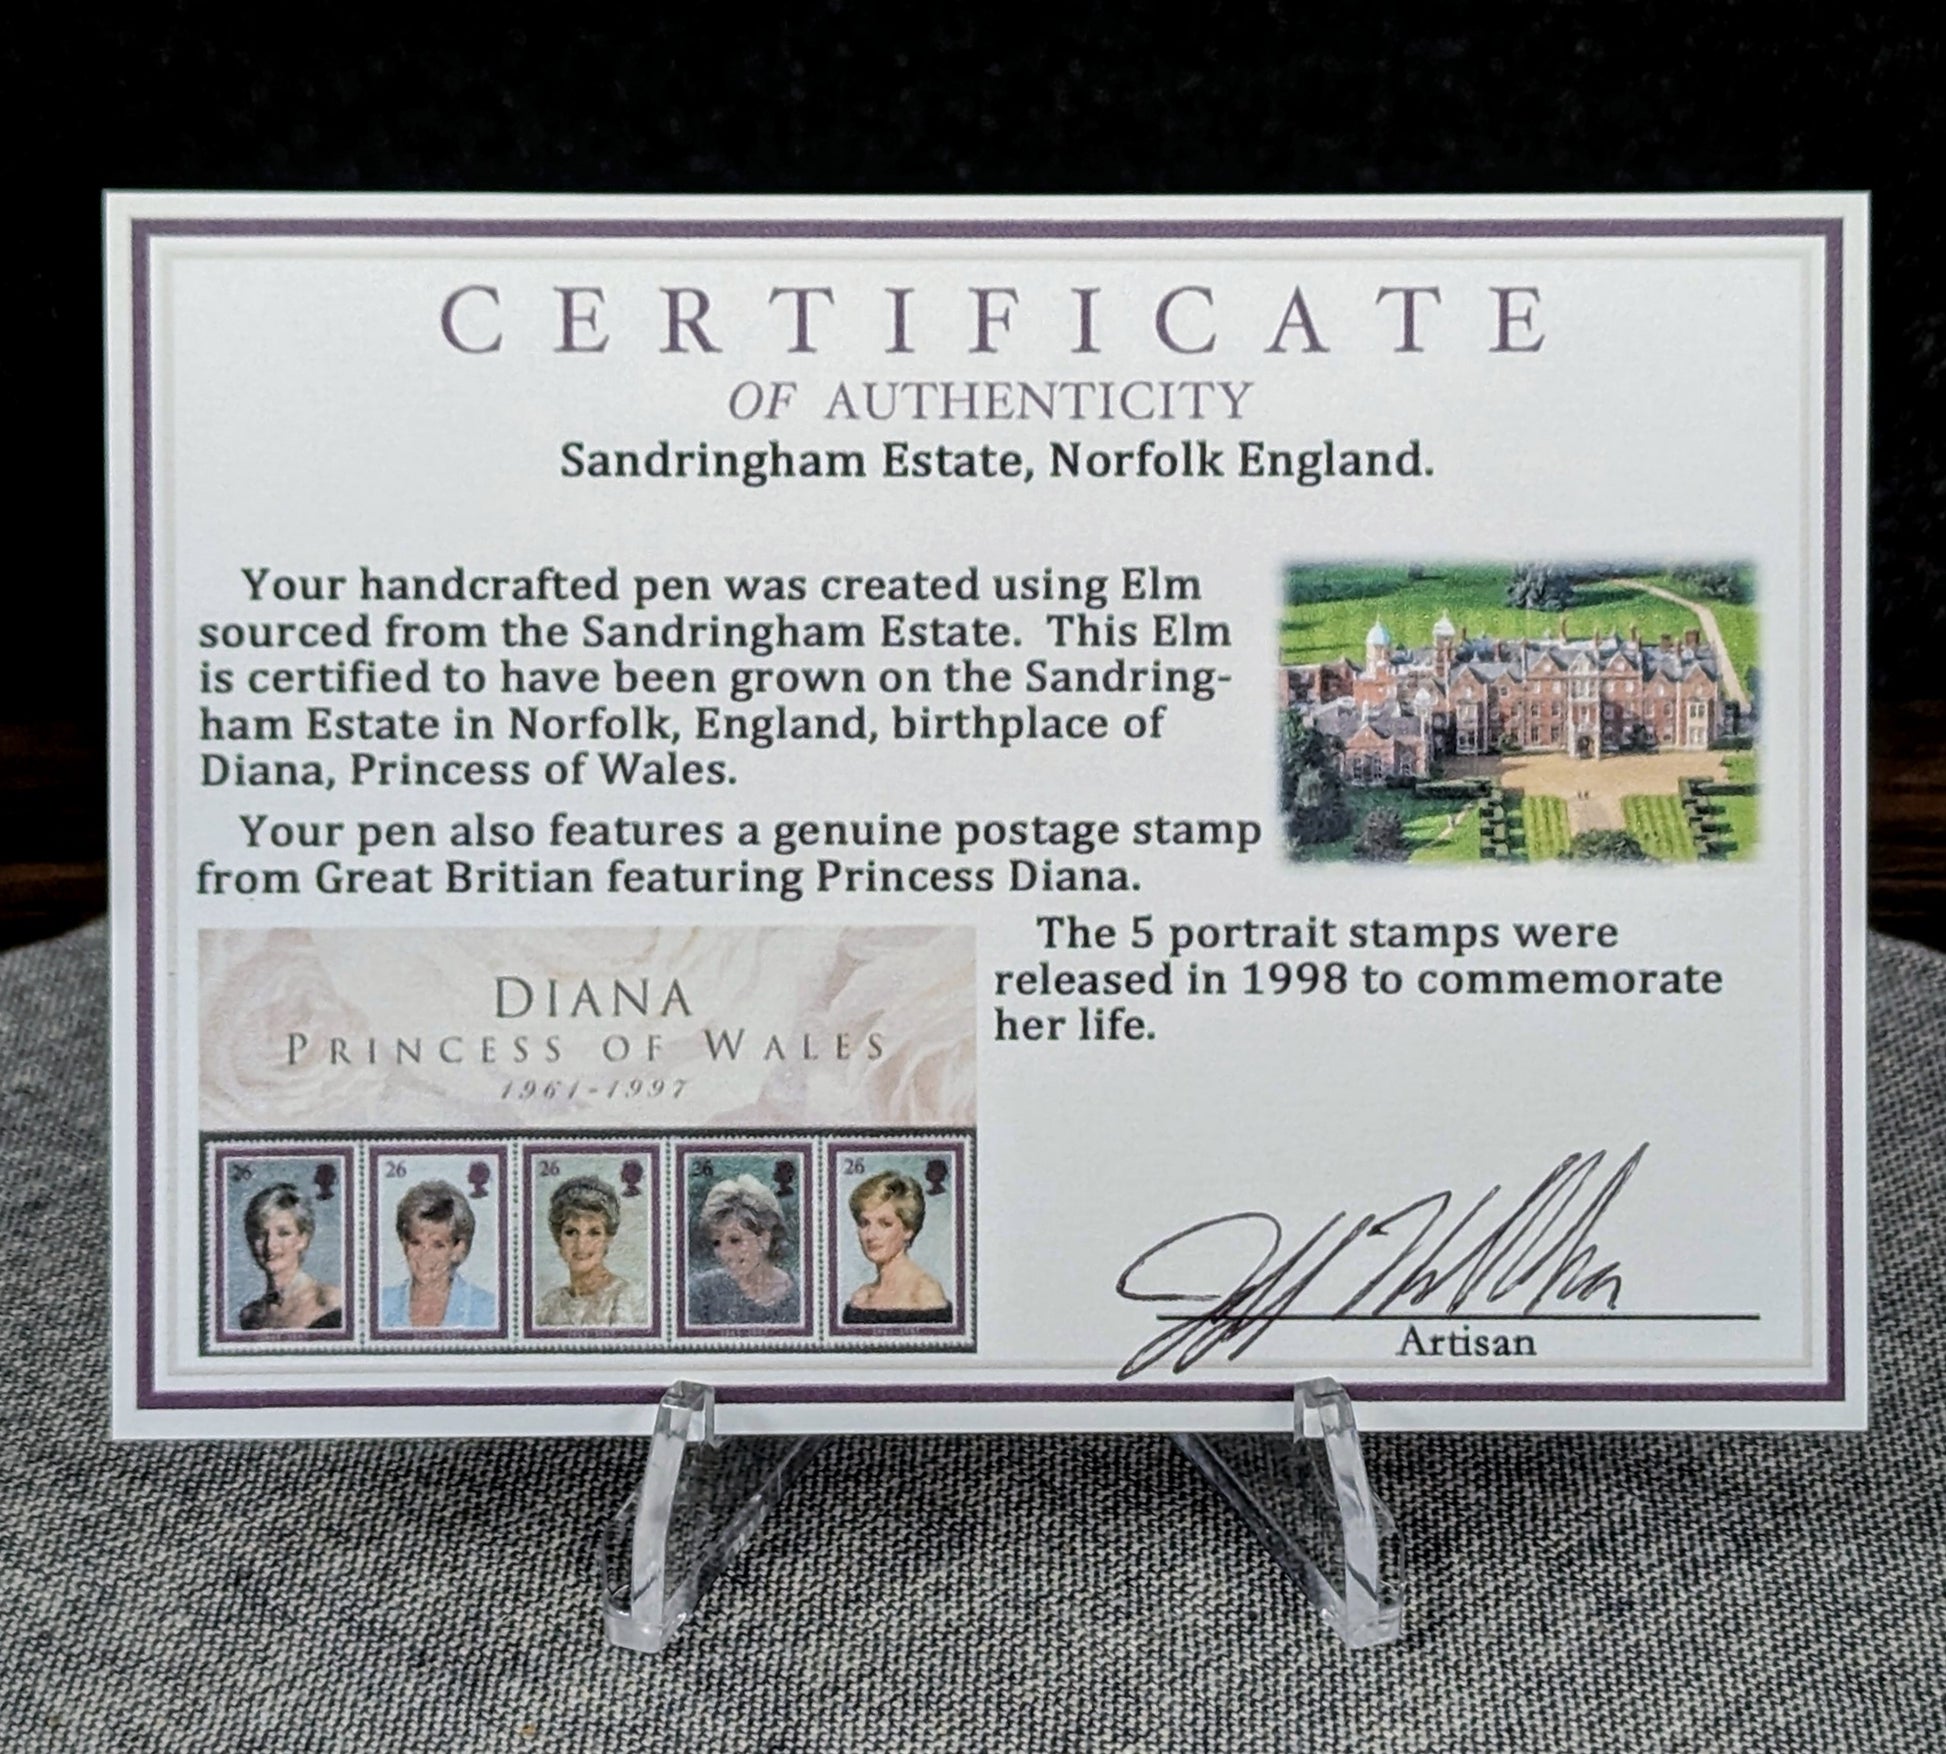 CERTIFICATE
OF AUTHENTICITY
Sandringham Estate, Norfolk England.
Your handcrafted pen was created using Elm
sourced from the Sandringham Estate. This Elm
is certified to have been grown on the Sandring-
ham Estate in Norfolk, England, birthplace of
Diana, Princess of Wales.
Your pen also features a genuine postage stamp
from Great Britian featuring Princess Diana.
The 5 portrait stamps were
released in 1998 to commemorate
her life.
DIANA
PRINCESS OF WALES
1961-1997
26 26 26 26 26
Artisan